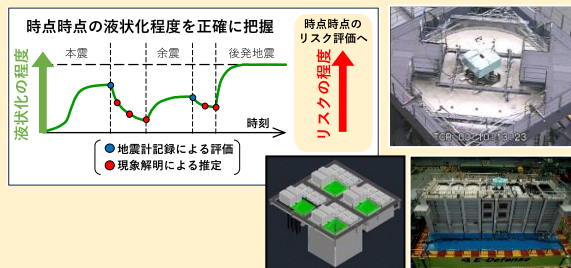 時点時点の液状化程度を正確に把握
時点時点の
リスク評価へ
本震
余震
後発地震
液状化の程度
リスクの程度
時刻
地震計記録による評価
現象解明による推定
E-Defense